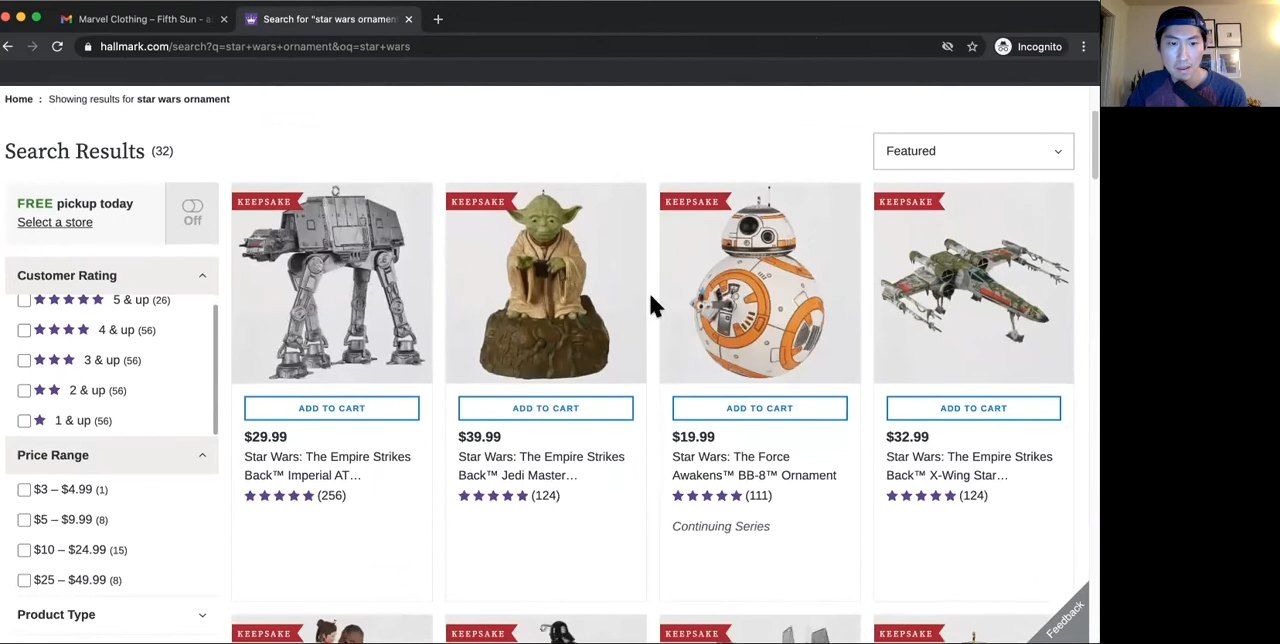 Marvel Clothing – Fifth Sun - a
Search for "star wars ornament
hallmark.com/search?q=star+wars+ornament&oq=star+wars
Incognito
Home : Showing results for star wars ornament
Search Results (32)
Featured
FREE pickup today
Select a store
Off
Customer Rating
5 & up (26)
4 & up (56)
3 & up (56)
2 & up (56)
1 & up (56)
Price Range
$3 – $4.99 (1)
$5 – $9.99 (8)
$10 – $24.99 (15)
$25 – $49.99 (8)
Product Type
KEEPSAKE
ADD TO CART
$29.99
Star Wars: The Empire Strikes
Back™ Imperial AT…
(256)
KEEPSAKE
ADD TO CART
$39.99
Star Wars: The Empire Strikes
Back™ Jedi Master…
(124)
KEEPSAKE
ADD TO CART
$19.99
Star Wars: The Force
Awakens™ BB-8™ Ornament
(111)
Continuing Series
KEEPSAKE
ADD TO CART
$32.99
Star Wars: The Empire Strikes
Back™ X-Wing Star…
(124)
KEEPSAKE
KEEPSAKE
KEEPSAKE
KEEPSAKE
Feedback